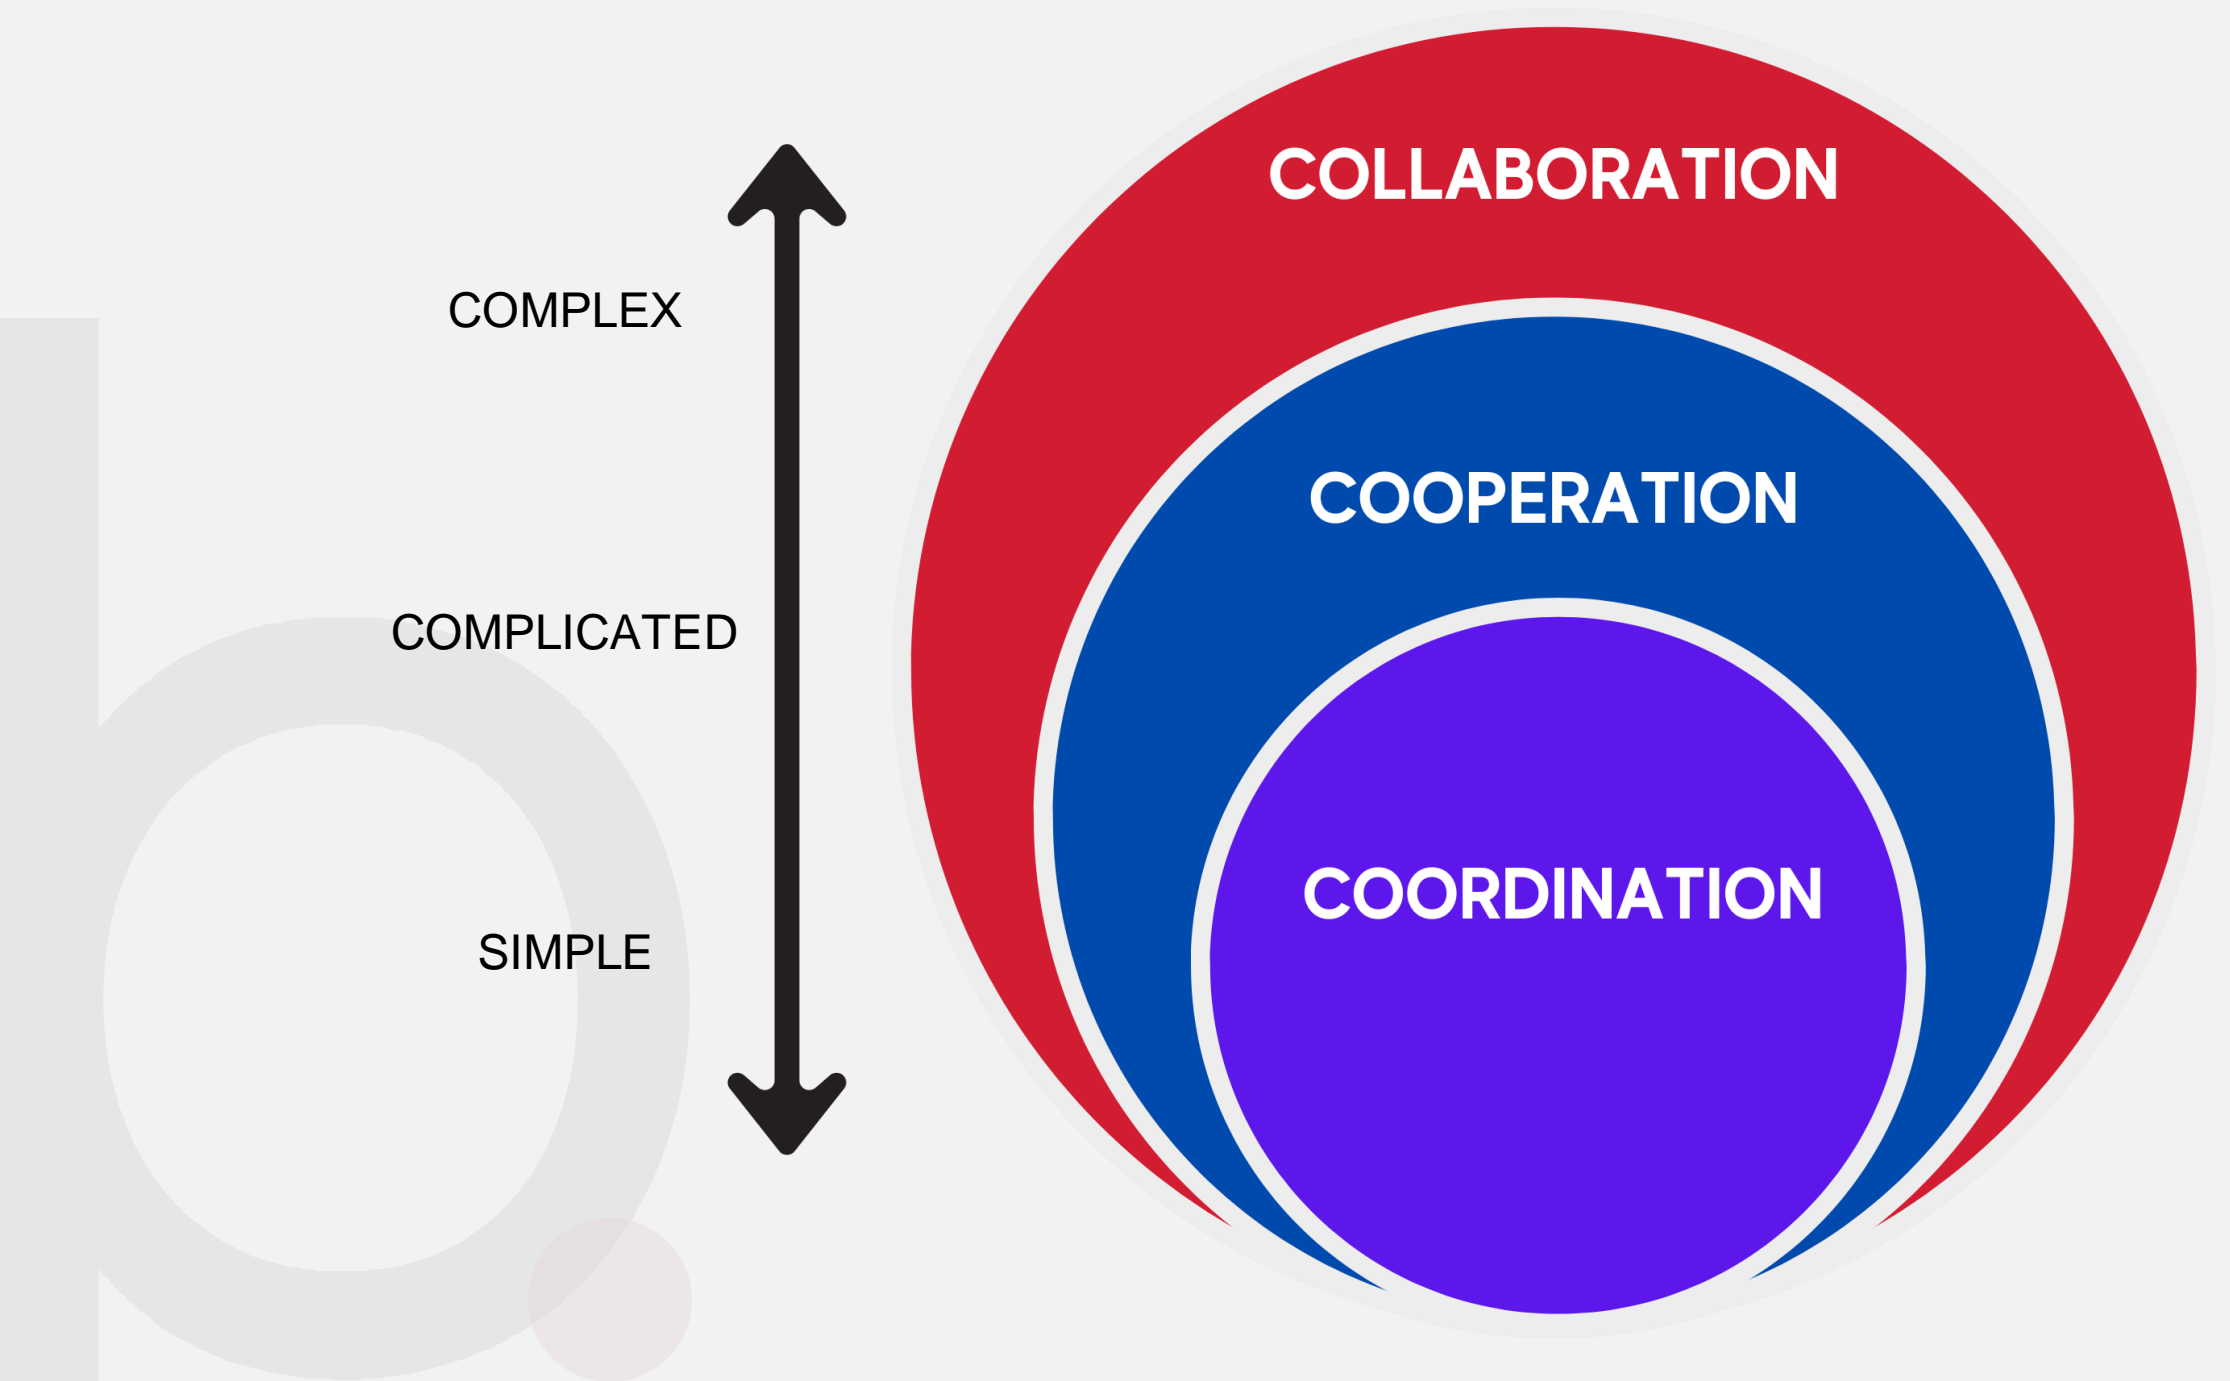 COLLABORATION
COMPLEX
COOPERATION
COMPLICATED
COORDINATION
SIMPLE
b.